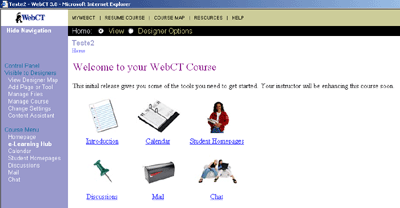 Teste2 - WebCT 3.8 - Microsoft Internet Explorer
WebCT
MYWEBCT | RESUME COURSE | COURSE MAP | RESOURCES | HELP
Hide Navigation
Home: View Designer Options
Teste2
Home
Control Panel
Visible to Designers
View Designer Map
Add Page or Tool
Manage Files
Manage Course
Change Settings
Content Assistant
Course Menu
Homepage
e-Learning Hub
Calendar
Student Homepages
Discussions
Mail
Chat
Welcome to your WebCT Course
This initial release gives you some of the tools you need to get started. Your instructor will be enhancing this course soon.
Introduction Calendar Student Homepages
Discussions Mail Chat